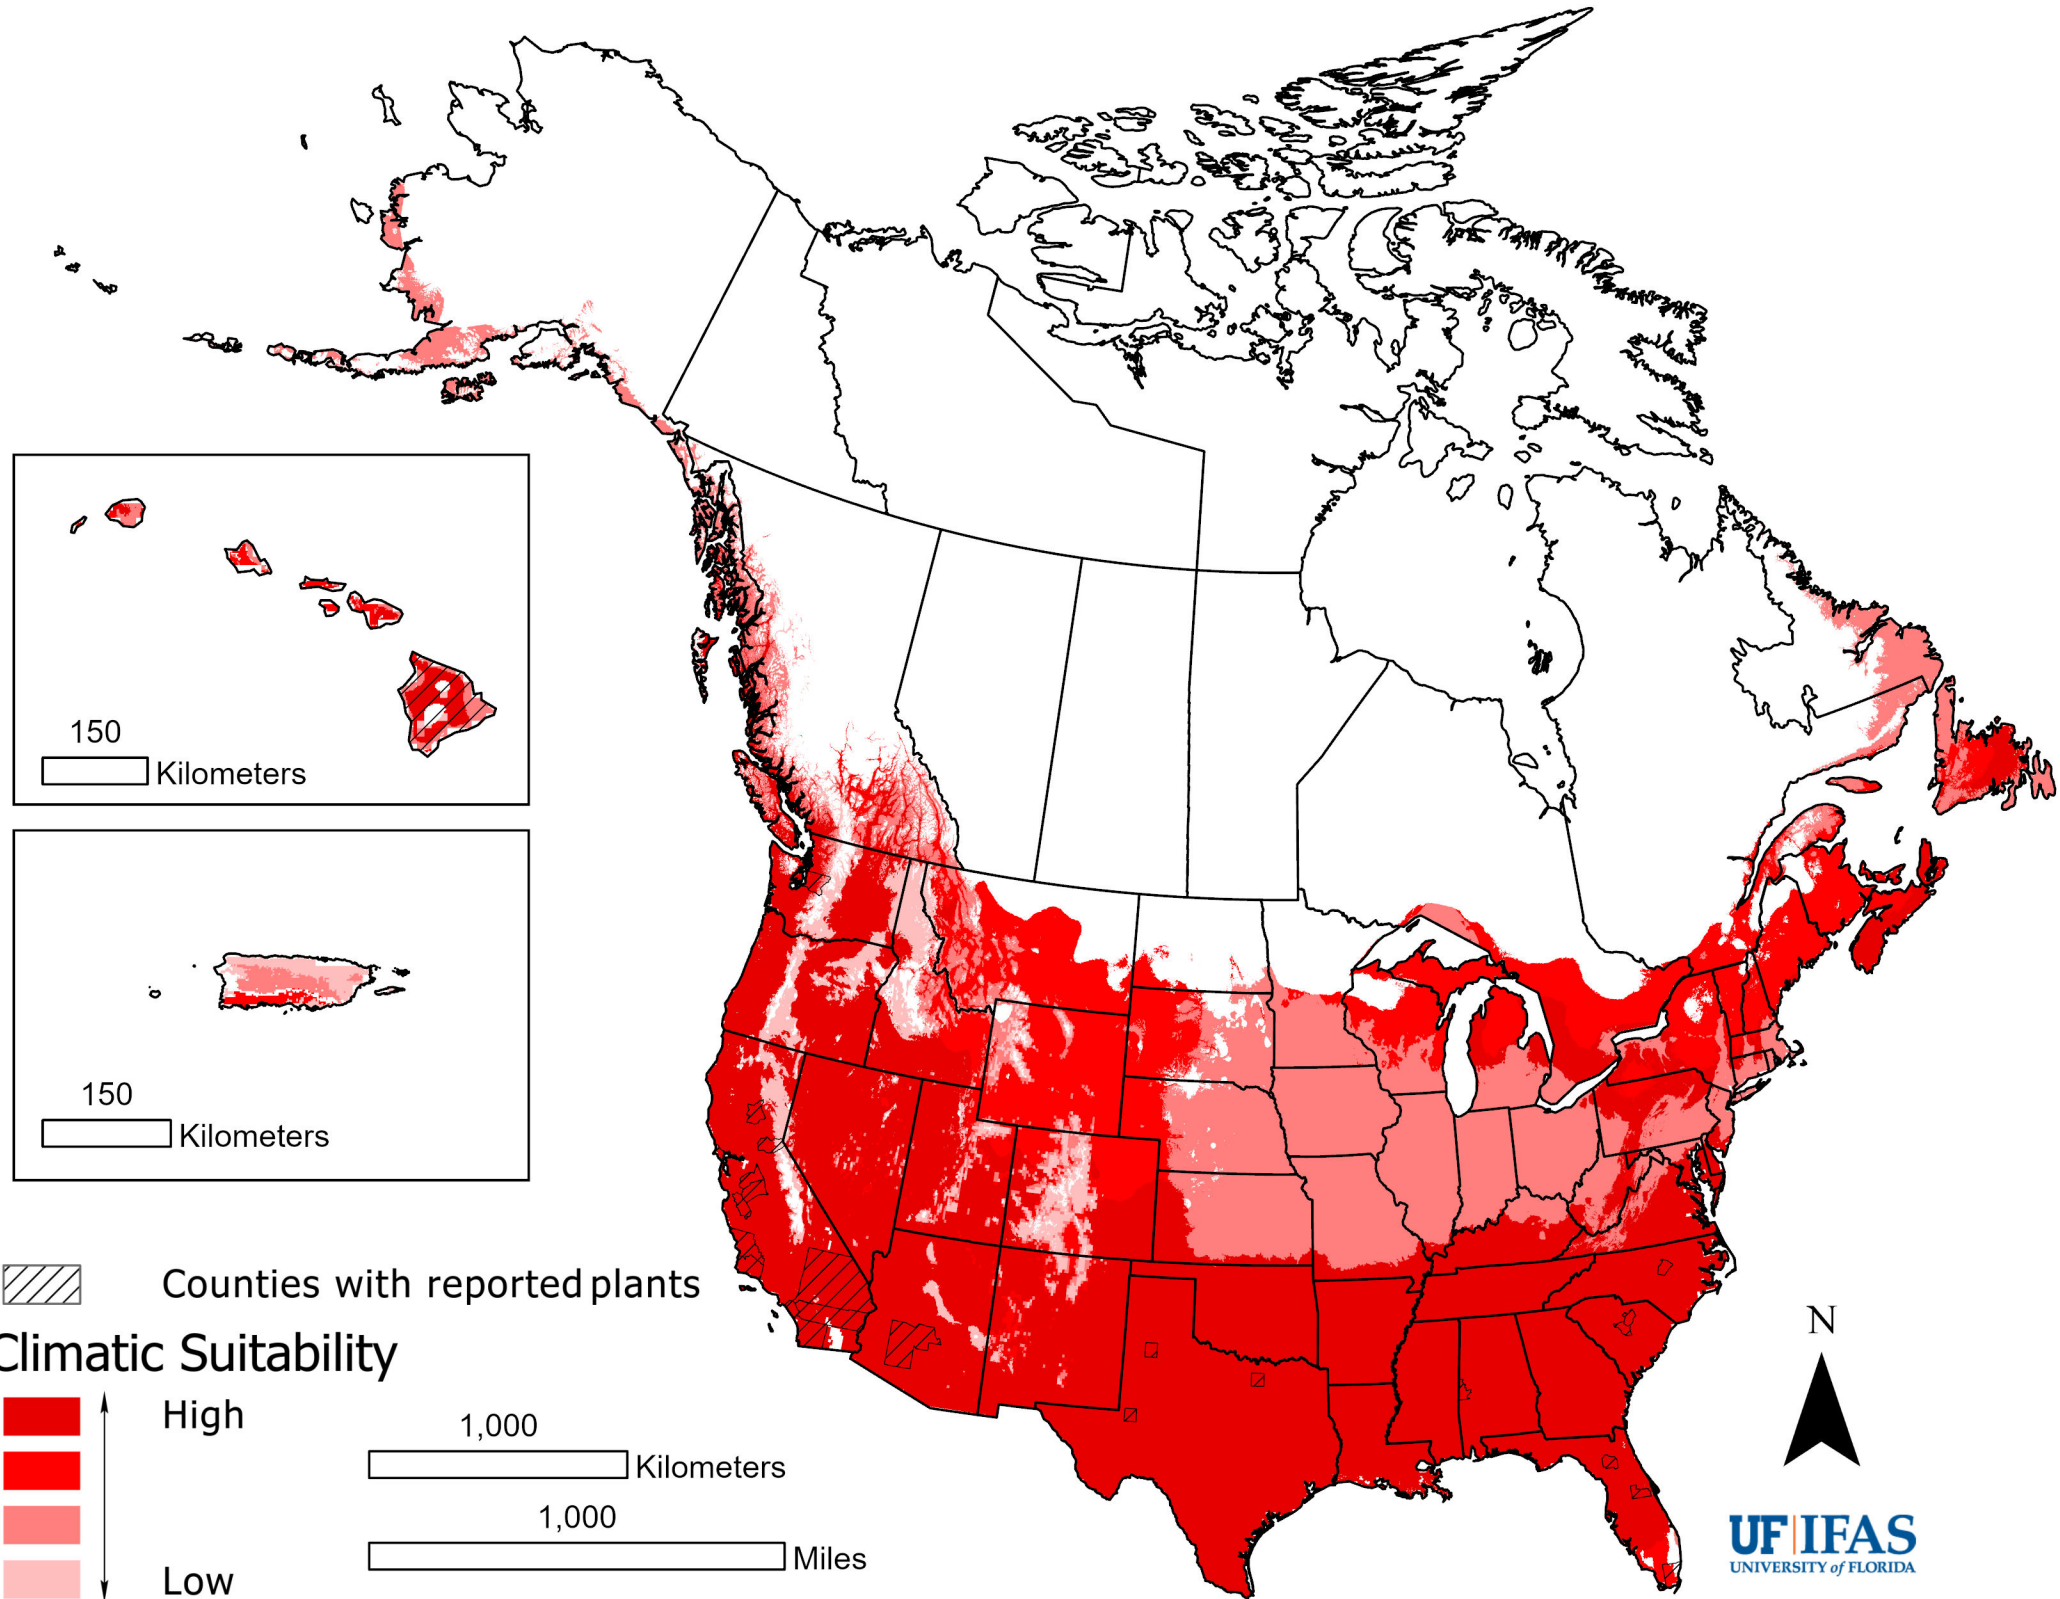 150
Kilometers
150
Kilometers
Counties with reported plants
Climatic Suitability
High
Low
1,000
Kilometers
1,000
Miles
N
UF|IFAS
UNIVERSITY of FLORIDA